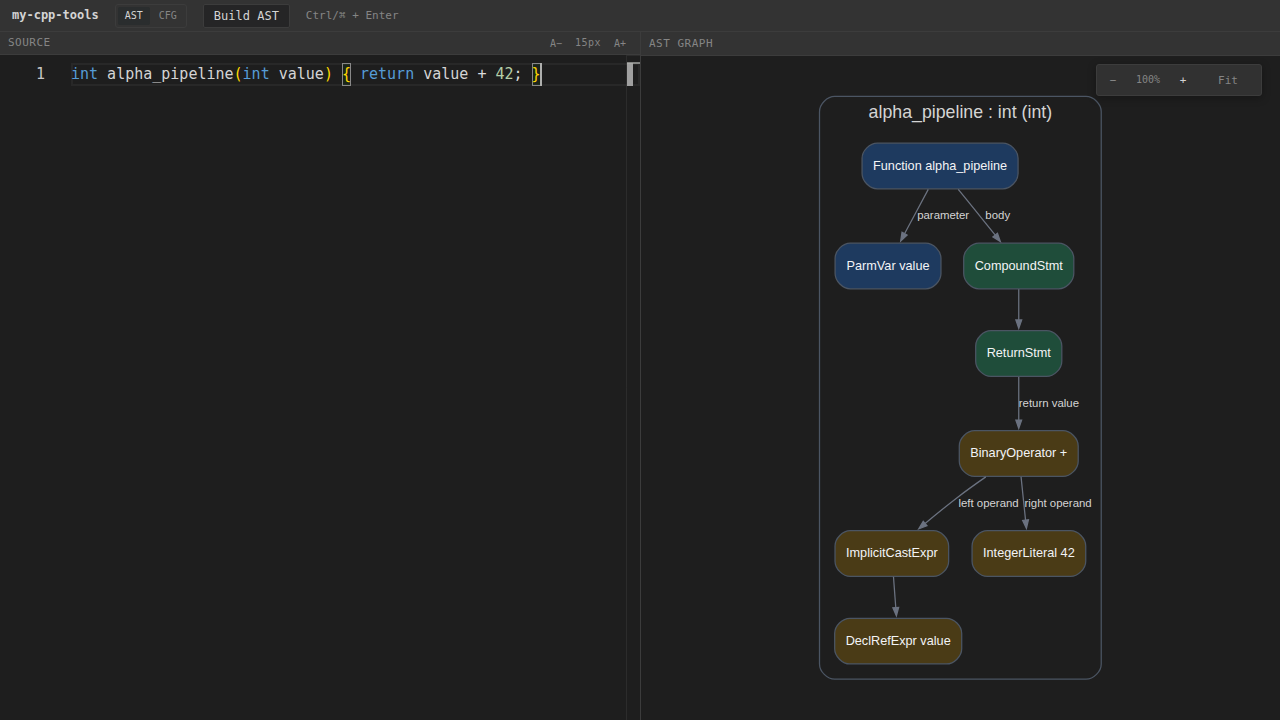 my-cpp-tools AST CFG Build AST Ctrl/⌘ + Enter
SOURCE A− 15px A+
1 int alpha_pipeline(int value) { return value + 42; }
AST GRAPH
− 100% + Fit
alpha_pipeline : int (int)
Function alpha_pipeline
parameter body
ParmVar value CompoundStmt
ReturnStmt
return value
BinaryOperator +
left operand right operand
ImplicitCastExpr IntegerLiteral 42
DeclRefExpr value